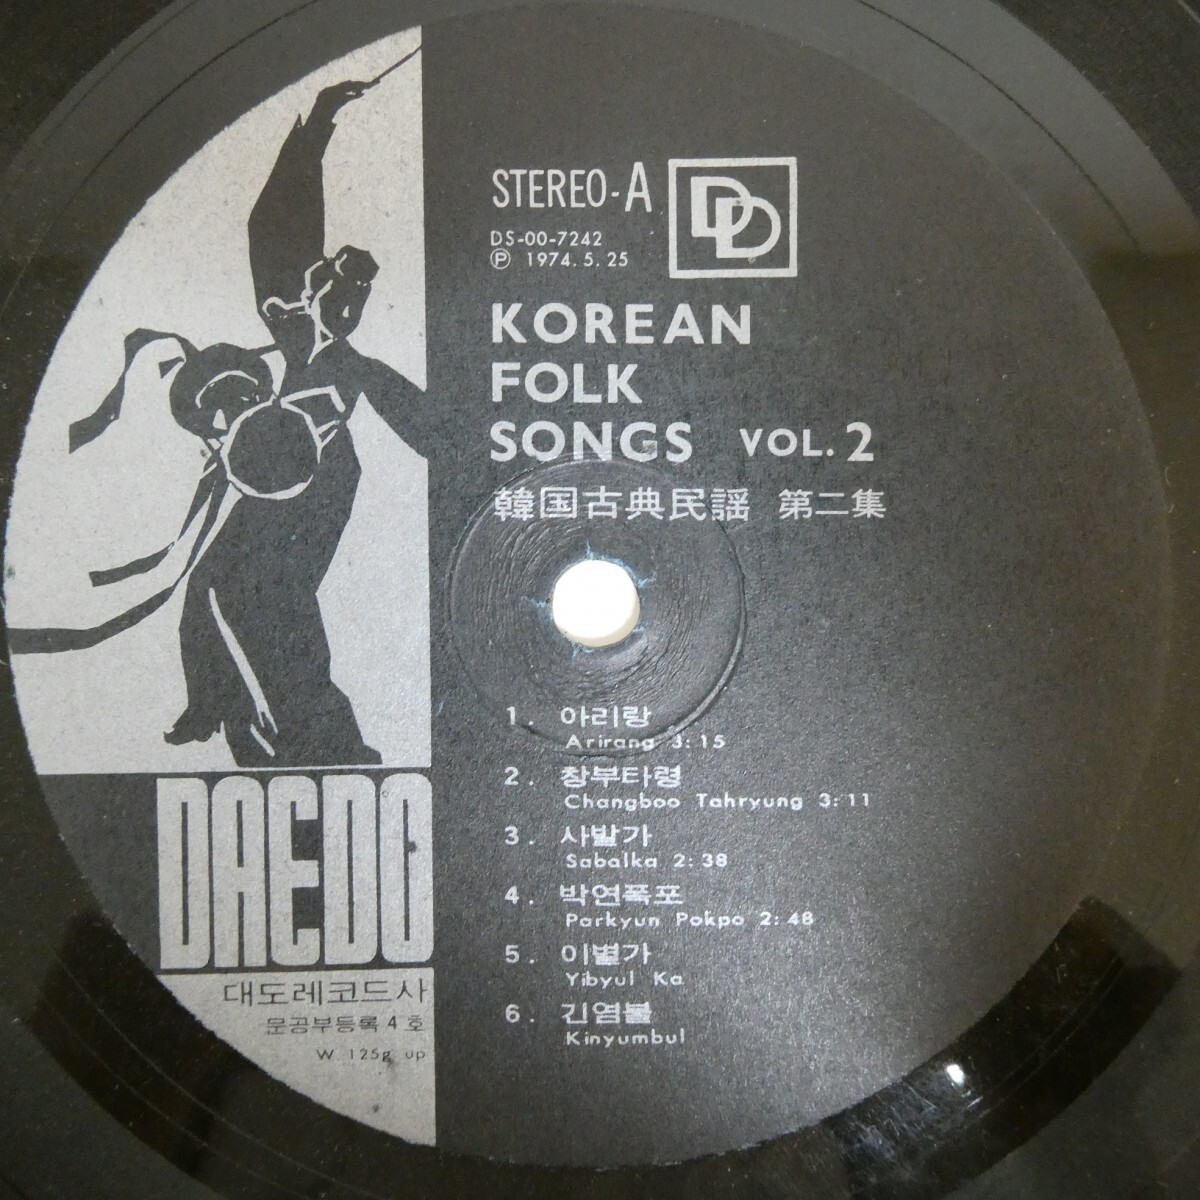 STEREO-A
DD
DS-00-7242
Ⓟ 1974.5.25
KOREAN
FOLK
SONGS VOL.2
韓国古典民謡 第二集
1. 아리랑
Arirang 3:15
2. 창부타령
Changboo Tahryung 3:11
3. 사발가
Sabalka 2:38
4. 박연폭포
Parkyun Pokpo 2:48
5. 이별가
Yibyul Ka
6. 긴염불
Kinyumbul
DAEDO
대도레코드사
문공부등록4호
W. 125g up